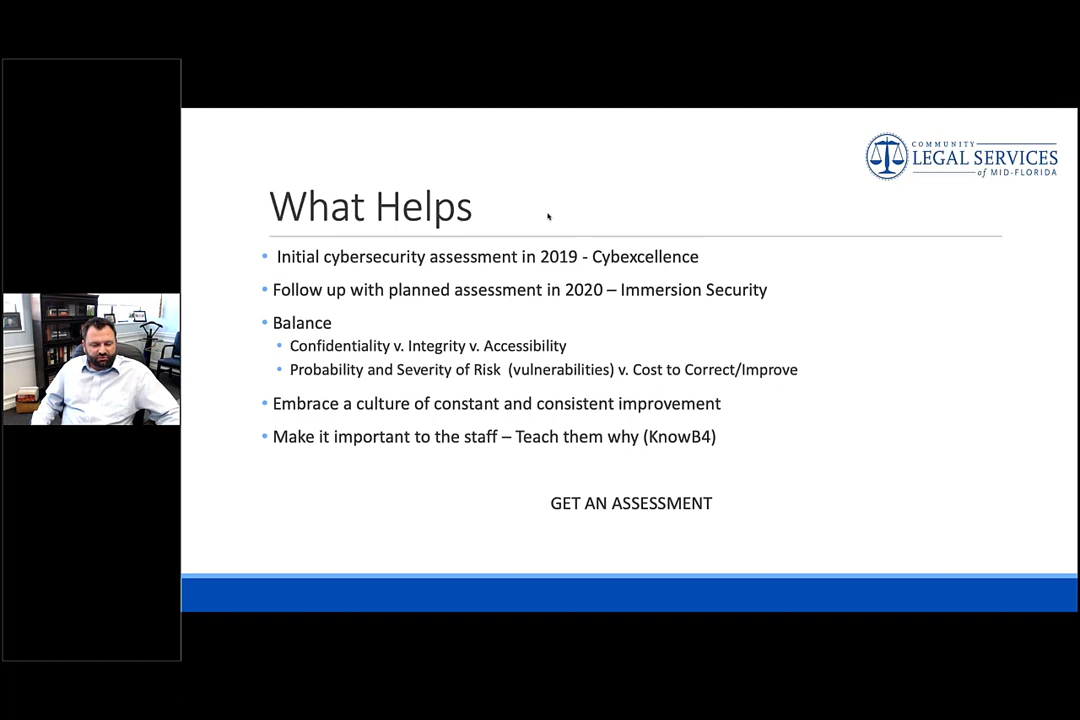 COMMUNITY
LEGAL SERVICES
of MID-FLORIDA
What Helps
• Initial cybersecurity assessment in 2019 - Cybexcellence
• Follow up with planned assessment in 2020 – Immersion Security
• Balance
• Confidentiality v. Integrity v. Accessibility
• Probability and Severity of Risk (vulnerabilities) v. Cost to Correct/Improve
• Embrace a culture of constant and consistent improvement
• Make it important to the staff – Teach them why (KnowB4)
GET AN ASSESSMENT